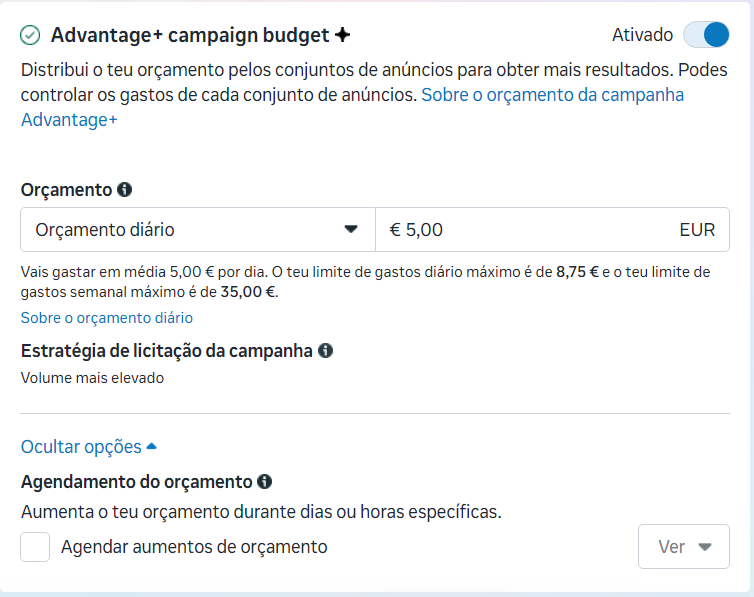 Advantage+ campaign budget
Ativado
Distribui o teu orçamento pelos conjuntos de anúncios para obter mais resultados. Podes
controlar os gastos de cada conjunto de anúncios. Sobre o orçamento da campanha
Advantage+
Orçamento
Orçamento diário
€ 5,00
EUR
Vais gastar em média 5,00 € por dia. O teu limite de gastos diário máximo é de 8,75 € e o teu limite de
gastos semanal máximo é de 35,00 €.
Sobre o orçamento diário
Estratégia de licitação da campanha
Volume mais elevado
Ocultar opções
Agendamento do orçamento
Aumenta o teu orçamento durante dias ou horas específicas.
Agendar aumentos de orçamento
Ver